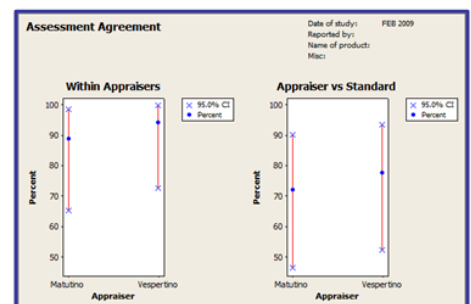 Assessment Agreement
Date of study: FEB 2009
Reported by:
Name of product:
Misc:
Within Appraisers
100
90
80
70
60
50
Percent
Matutino Vespertino
Appraiser
95.0% CI
Percent
Appraiser vs Standard
100
90
80
70
60
50
Percent
Matutino Vespertino
Appraiser
95.0% CI
Percent